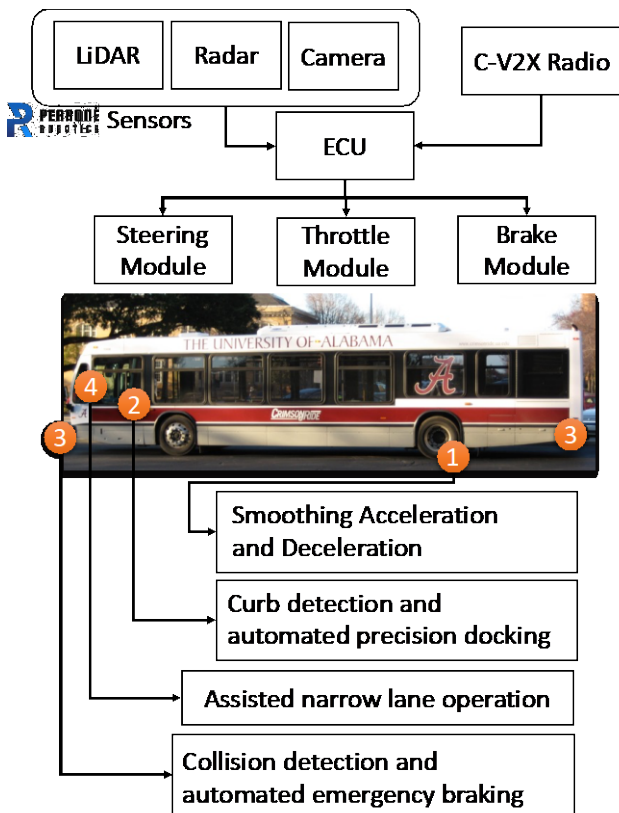 LiDAR
Radar
Camera
C-V2X Radio
PERRONE
ROBOTICS
Sensors
ECU
Steering
Module
Throttle
Module
Brake
Module
THE UNIVERSITY OF ALABAMA
A
CRIMSONRIDE
A
4
2
3
3
1
Smoothing Acceleration
and Deceleration
Curb detection and
automated precision docking
Assisted narrow lane operation
Collision detection and
automated emergency braking